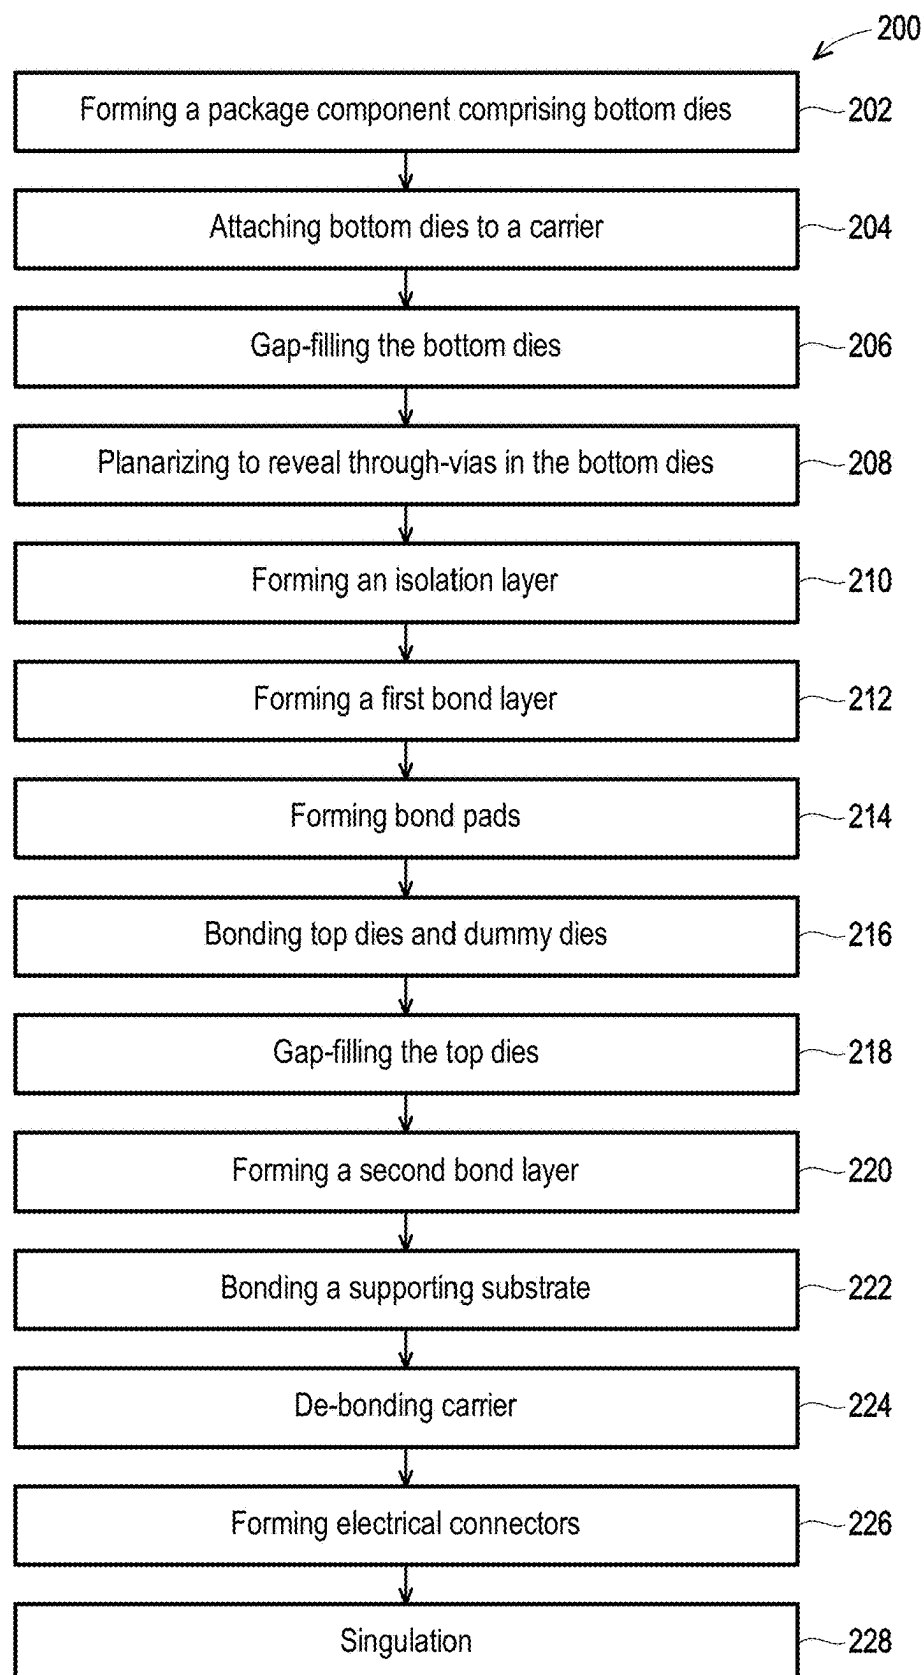 200
Forming a package component comprising bottom dies 202
Attaching bottom dies to a carrier 204
Gap-filling the bottom dies 206
Planarizing to reveal through-vias in the bottom dies 208
Forming an isolation layer 210
Forming a first bond layer 212
Forming bond pads 214
Bonding top dies and dummy dies 216
Gap-filling the top dies 218
Forming a second bond layer 220
Bonding a supporting substrate 222
De-bonding carrier 224
Forming electrical connectors 226
Singulation 228